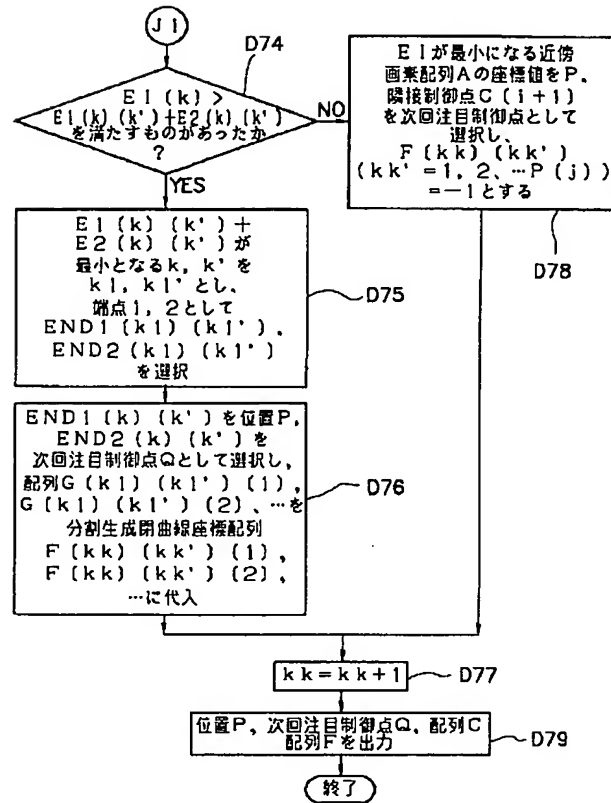 J1
D74
E1(k)>
E1(k)(k')+E2(k)(k')
を満たすものがあったか
?
NO
YES
E1が最小になる近傍
画素配列Aの座標値をP,
隣接制御点C(i+1)
を次回注目制御点として
選択し、
F(kk)(kk')
(kk'=1,2、…P(j))
=-1とする
D78
E1(k)(k')+
E2(k)(k')が
最小となるk,k'を
k1,k1'とし、
端点1,2として
END1(k1)(k1'),
END2(k1)(k1')
を選択
D75
END1(k)(k')を位置P,
END2(k)(k')を
次回注目制御点Qとして選択し,
配列G(k1)(k1')(1),
G(k1)(k1')(2)、…を
分割生成閉曲線座標配列
F(kk)(kk')(1),
F(kk)(kk')(2),
…に代入
D76
kk=kk+1
D77
位置P,次回注目制御点Q,配列C
配列Fを出力
D79
終了